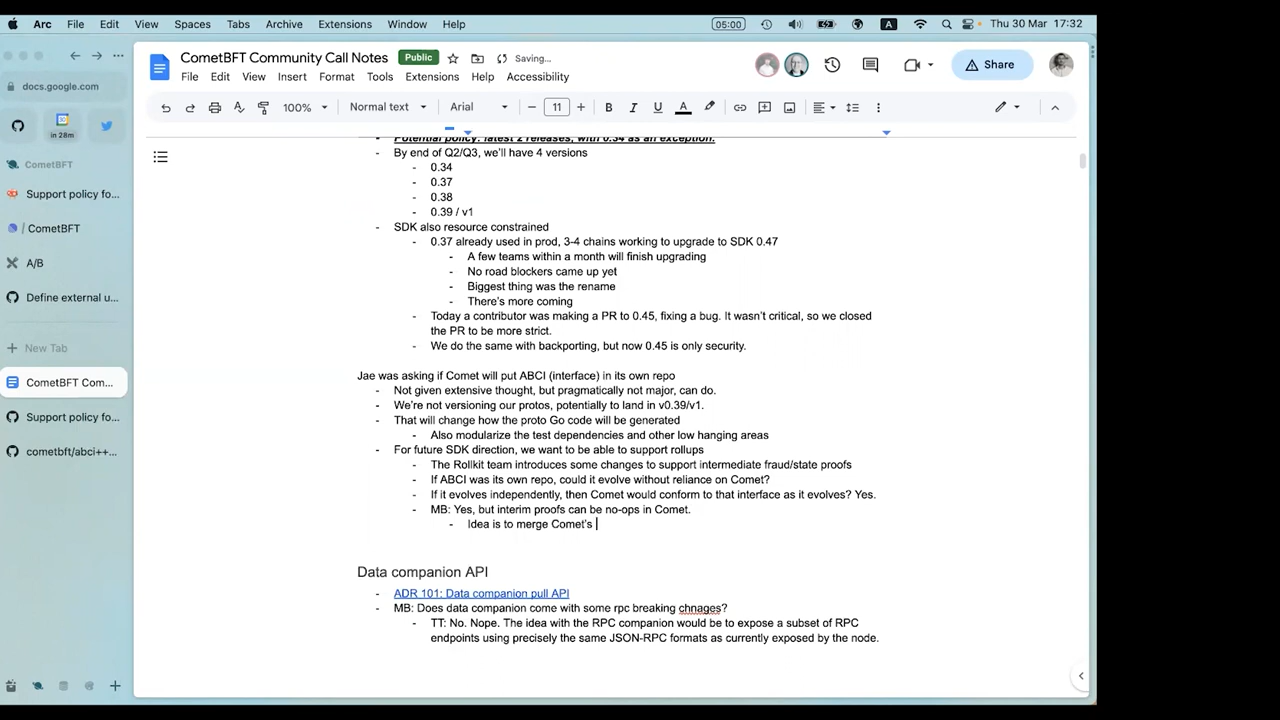 Arc File Edit View Spaces Tabs Archive Extensions Window Help 05:00 A Thu 30 Mar 17:32
docs.google.com
in 28m
CometBFT
Support policy fo...
/ CometBFT
A/B
Define external u...
New Tab
CometBFT Com...
Support policy fo...
cometbft/abci++...
CometBFT Community Call Notes Public Saving...
File Edit View Insert Format Tools Extensions Help Accessibility
Share
100% Normal text Arial 11 B I U A
- Potential policy: latest 2 releases, with 0.34 as an exception.
- By end of Q2/Q3, we'll have 4 versions
- 0.34
- 0.37
- 0.38
- 0.39 / v1
- SDK also resource constrained
- 0.37 already used in prod, 3-4 chains working to upgrade to SDK 0.47
- A few teams within a month will finish upgrading
- No road blockers came up yet
- Biggest thing was the rename
- There's more coming
- Today a contributor was making a PR to 0.45, fixing a bug. It wasn't critical, so we closed
the PR to be more strict.
- We do the same with backporting, but now 0.45 is only security.
Jae was asking if Comet will put ABCI (interface) in its own repo
- Not given extensive thought, but pragmatically not major, can do.
- We're not versioning our protos, potentially to land in v0.39/v1.
- That will change how the proto Go code will be generated
- Also modularize the test dependencies and other low hanging areas
- For future SDK direction, we want to be able to support rollups
- The Rollkit team introduces some changes to support intermediate fraud/state proofs
- If ABCI was its own repo, could it evolve without reliance on Comet?
- If it evolves independently, then Comet would conform to that interface as it evolves? Yes.
- MB: Yes, but interim proofs can be no-ops in Comet.
- Idea is to merge Comet's
Data companion API
- ADR 101: Data companion pull API
- MB: Does data companion come with some rpc breaking chnages?
- TT: No. Nope. The idea with the RPC companion would be to expose a subset of RPC
endpoints using precisely the same JSON-RPC formats as currently exposed by the node.